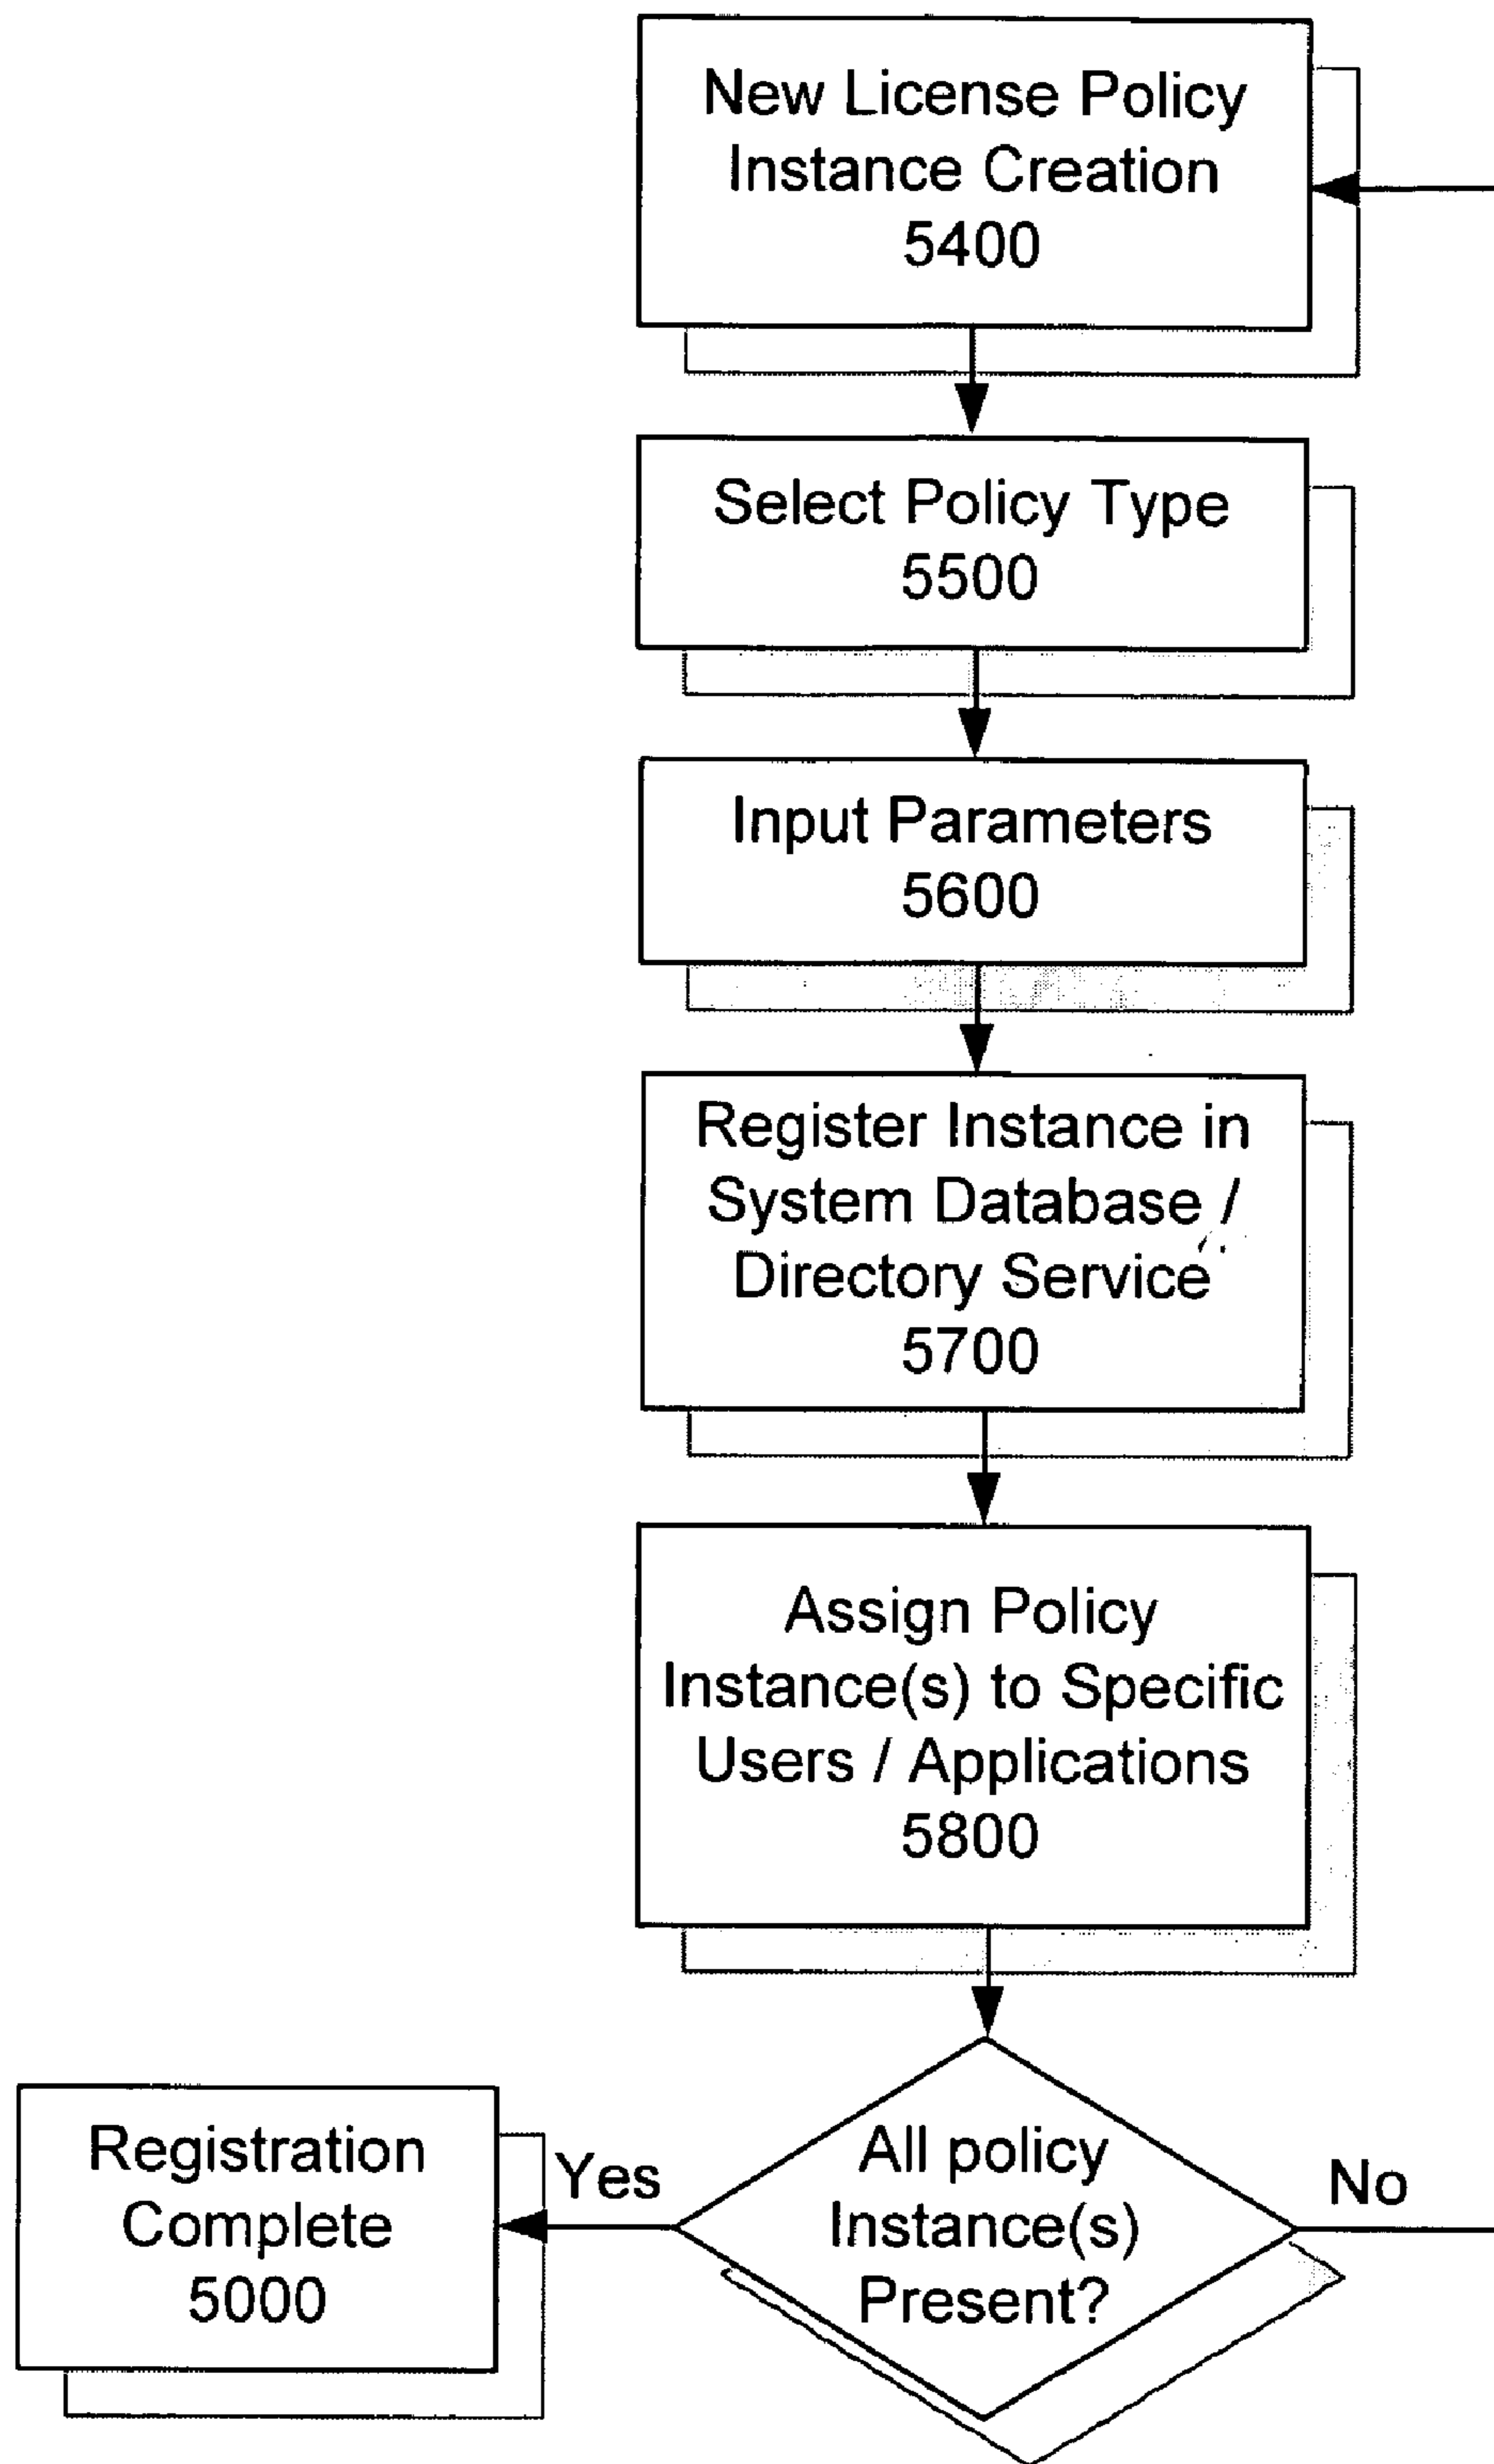 New License Policy
Instance Creation
5400
Select Policy Type
5500
Input Parameters
5600
Register Instance in
System Database /
Directory Service
5700
Assign Policy
Instance(s) to Specific
Users / Applications
5800
All policy
Instance(s)
Present?
Yes
No
Registration
Complete
5000